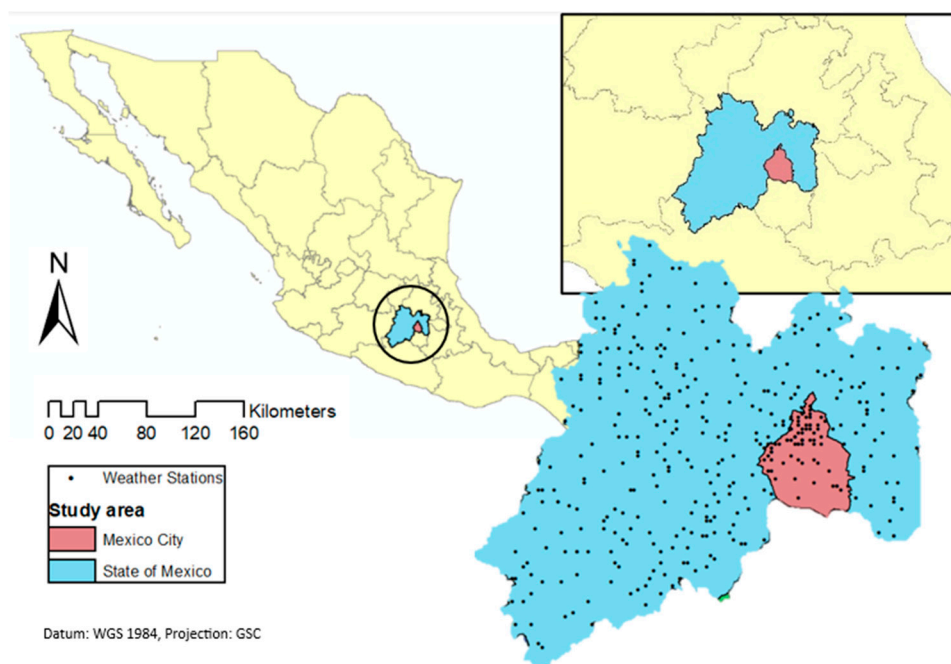 N
Kilometers
0 20 40 80 120 160
Weather Stations
Study area
Mexico City
State of Mexico
Datum: WGS 1984, Projection: GSC